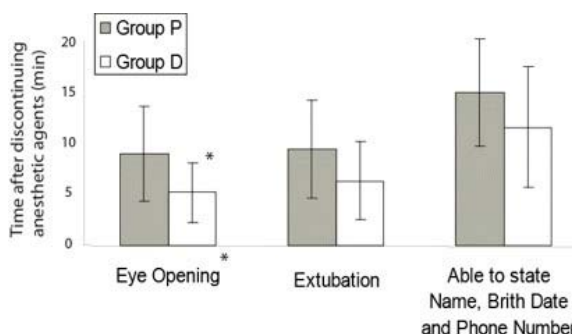 Group P
Group D
Time after discontinuing
anesthetic agents (min)
20
15
10
5
0
*
*
Eye Opening
Extubation
Able to state
Name, Brith Date
and Phone Number